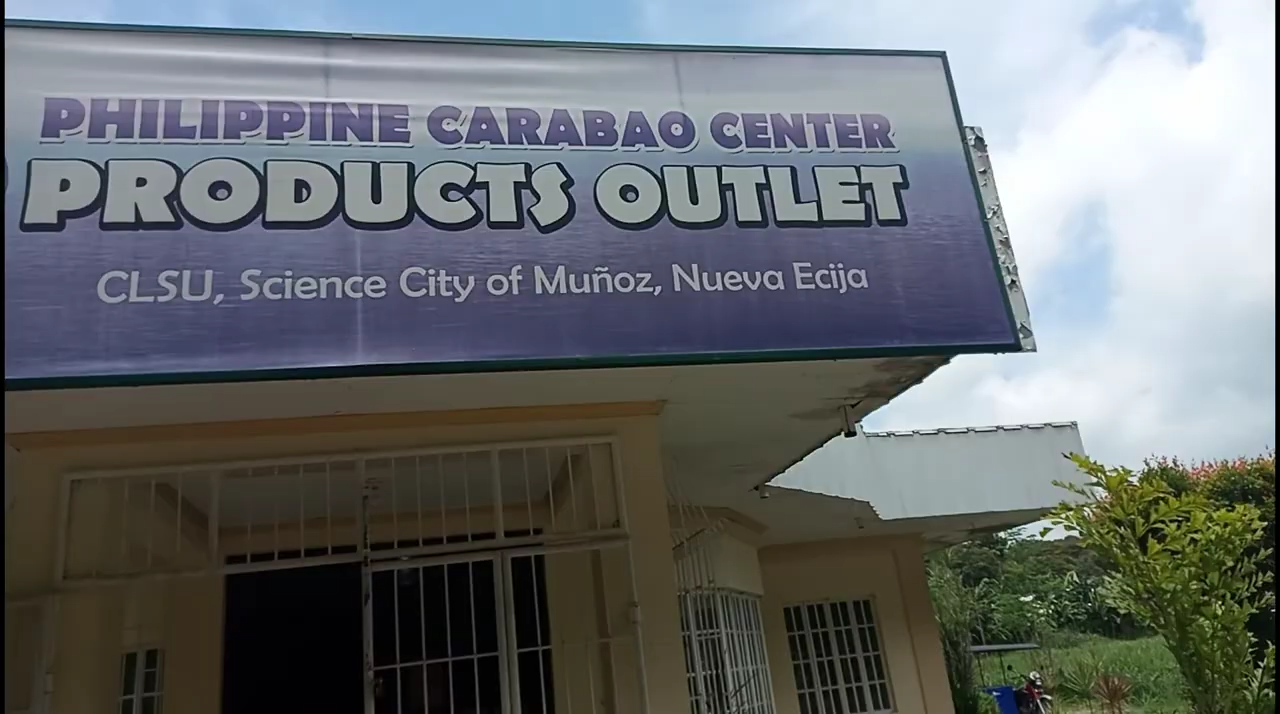 PHILIPPINE CARABAO CENTER
PRODUCTS OUTLET
CLSU, Science City of Muñoz, Nueva Ecija